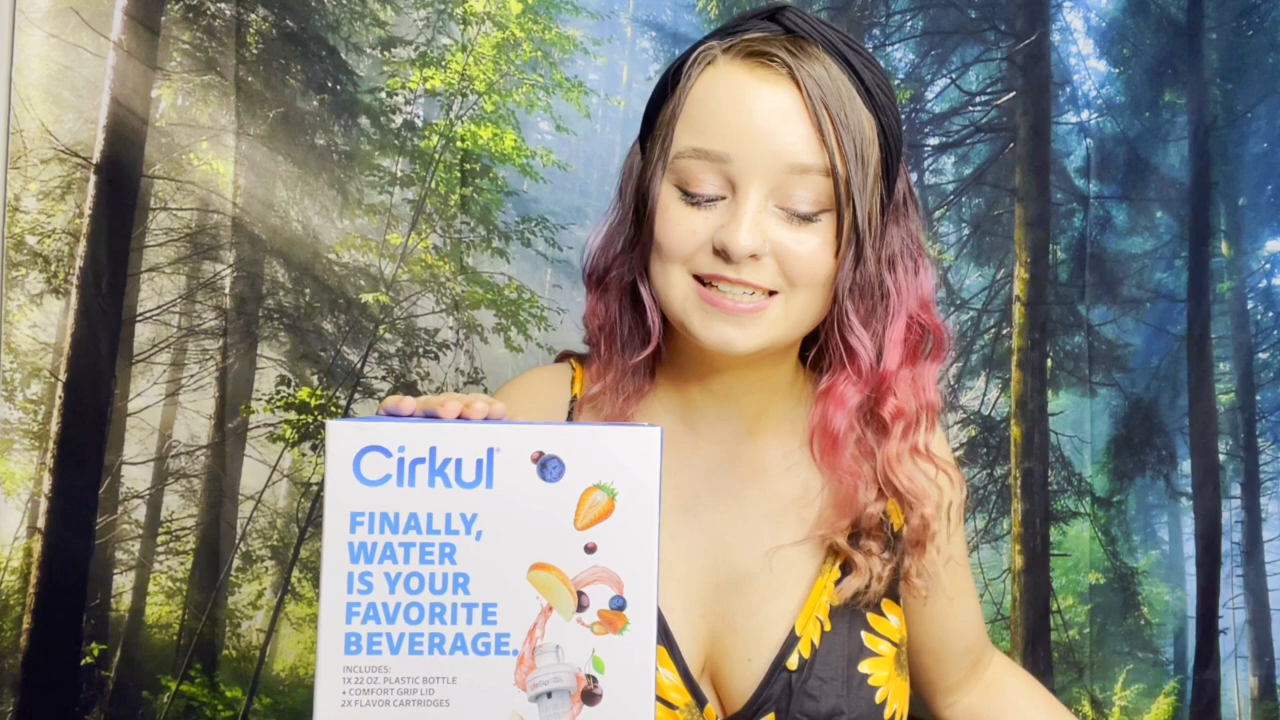 Cirkul
FINALLY,
WATER
IS YOUR
FAVORITE
BEVERAGE.
INCLUDES:
1X 22 OZ. PLASTIC BOTTLE
+ COMFORT GRIP LID
2X FLAVOR CARTRIDGES